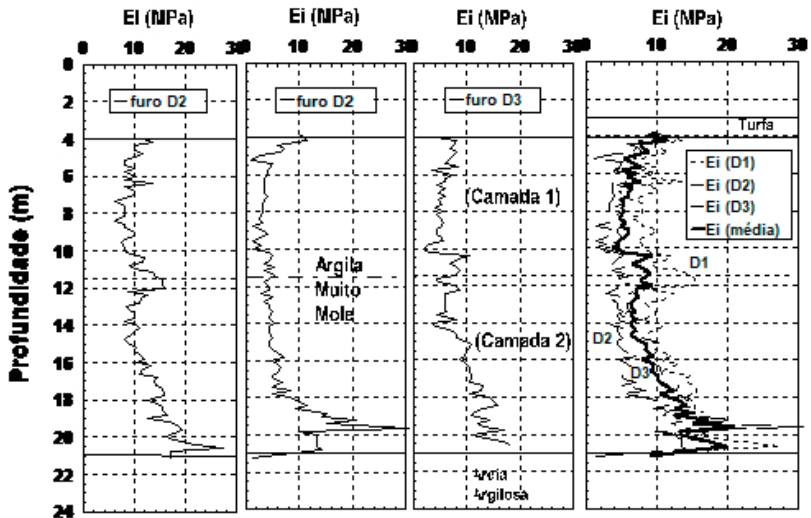 Ei (MPa) Ei (MPa) Ei (MPa) Ei (MPa)
0 10 20 30 10 20 30 10 20 30 10 20 30
0
2
4
6
8
10
12
14
16
18
20
22
24
Profundidade (m)
furo D2
furo D2
furo D3
Argila
Muito
Mole
(Camada 1)
(Camada 2)
Areia
Argilosa
Turfa
Ei (D1)
Ei (D2)
Ei (D3)
Ei (média)
D1
D2
D3